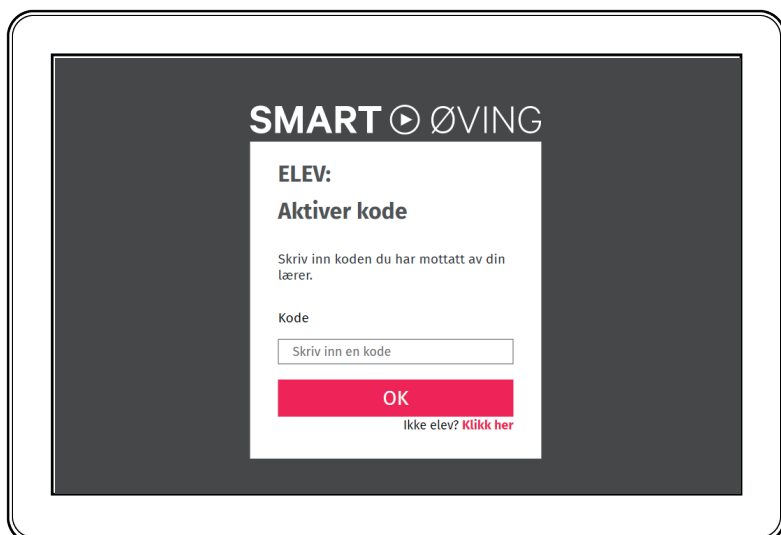 SMART ØVING
ELEV:
Aktiver kode
Skriv inn koden du har mottatt av din
lærer.
Kode
Skriv inn en kode
OK
Ikke elev? Klikk her